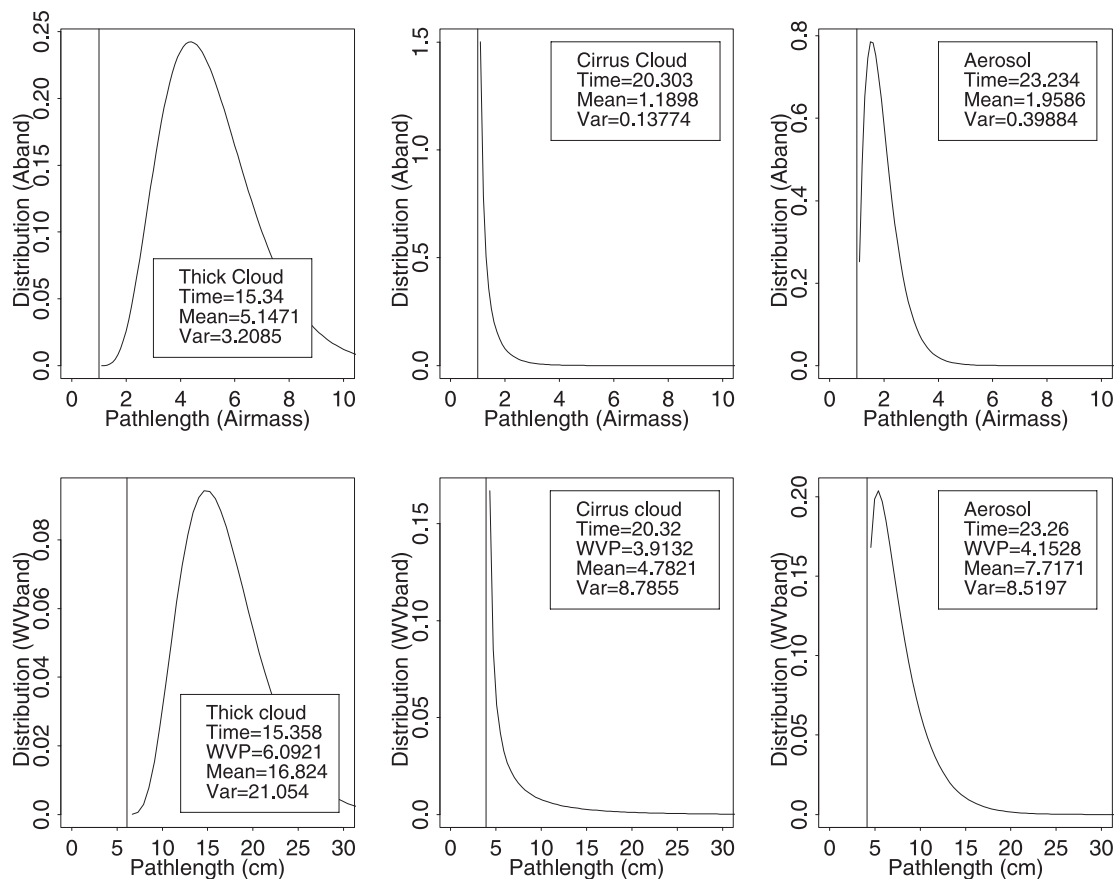 Distribution (Aband)
0.0 0.05 0.10 0.15 0.20 0.25
Thick Cloud
Time=15.34
Mean=5.1471
Var=3.2085
0 2 4 6 8 10
Pathlength (Airmass)
Distribution (Aband)
0.0 0.5 1.0 1.5
Cirrus Cloud
Time=20.303
Mean=1.1898
Var=0.13774
0 2 4 6 8 10
Pathlength (Airmass)
Distribution (Aband)
0.0 0.2 0.4 0.6 0.8
Aerosol
Time=23.234
Mean=1.9586
Var=0.39884
0 2 4 6 8 10
Pathlength (Airmass)
Distribution (WVband)
0.0 0.02 0.04 0.06 0.08
Thick cloud
Time=15.358
WVP=6.0921
Mean=16.824
Var=21.054
0 5 10 15 20 25 30
Pathlength (cm)
Distribution (WVband)
0.0 0.05 0.10 0.15
Cirrus cloud
Time=20.32
WVP=3.9132
Mean=4.7821
Var=8.7855
0 5 10 15 20 25 30
Pathlength (cm)
Distribution (WVband)
0.0 0.05 0.10 0.15 0.20
Aerosol
Time=23.26
WVP=4.1528
Mean=7.7171
Var=8.5197
0 5 10 15 20 25 30
Pathlength (cm)